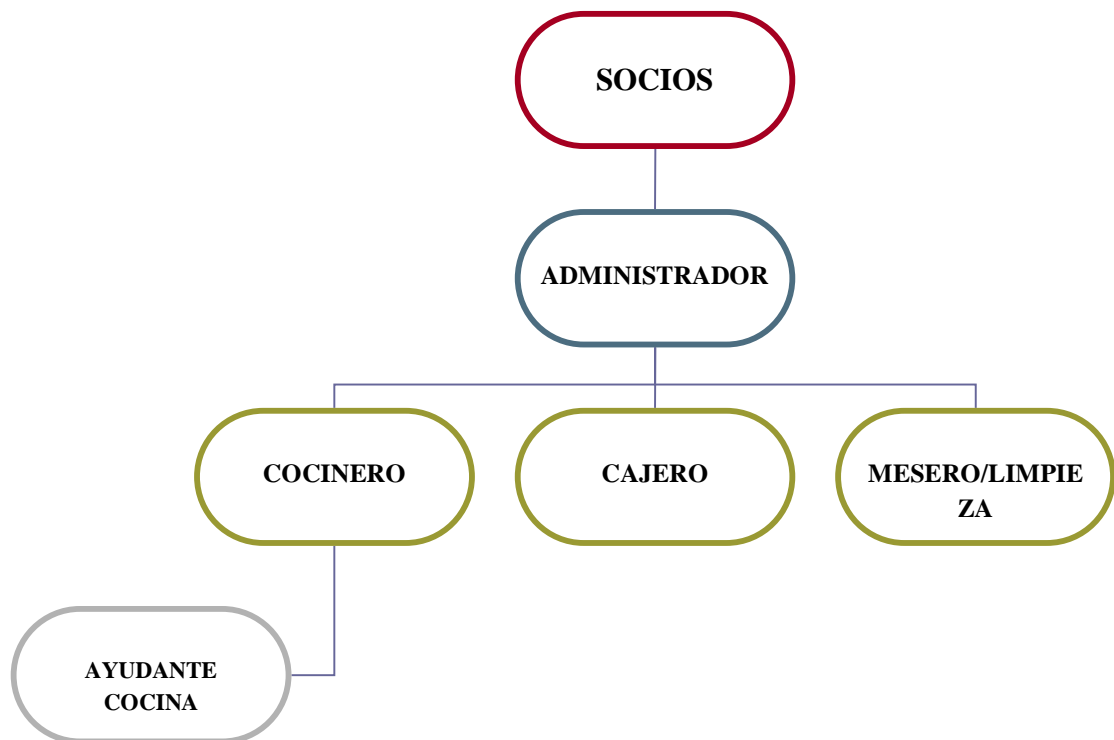 SOCIOS
ADMINISTRADOR
COCINERO
CAJERO
MESERO/LIMPIE
ZA
AYUDANTE
COCINA